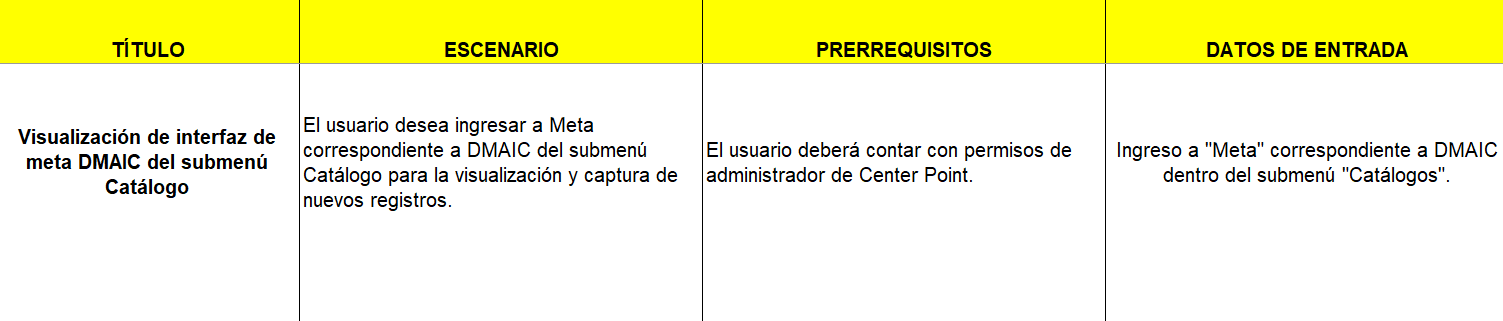 TÍTULO
ESCENARIO
PRERREQUISITOS
DATOS DE ENTRADA
Visualización de interfaz de
meta DMAIC del submenú
Catálogo
El usuario desea ingresar a Meta
correspondiente a DMAIC del submenú
Catálogo para la visualización y captura de
nuevos registros.
El usuario deberá contar con permisos de
administrador de Center Point.
Ingreso a "Meta" correspondiente a DMAIC
dentro del submenú "Catálogos".